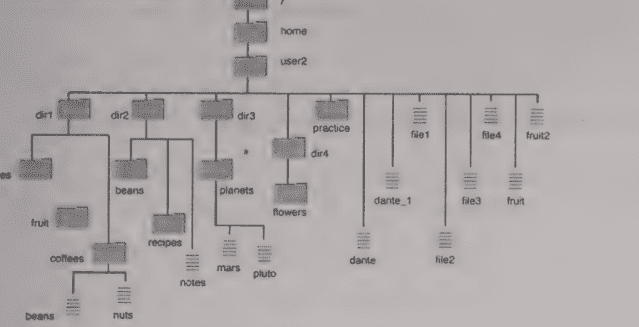 /
home
user2
dir1 dir2 dir3
practice file1 file4 fruit2
dir4
es beans planets
dante_1 file3 fruit
flowers
fruit
recipes
coffees dante file2
notes mars pluto
beans nuts